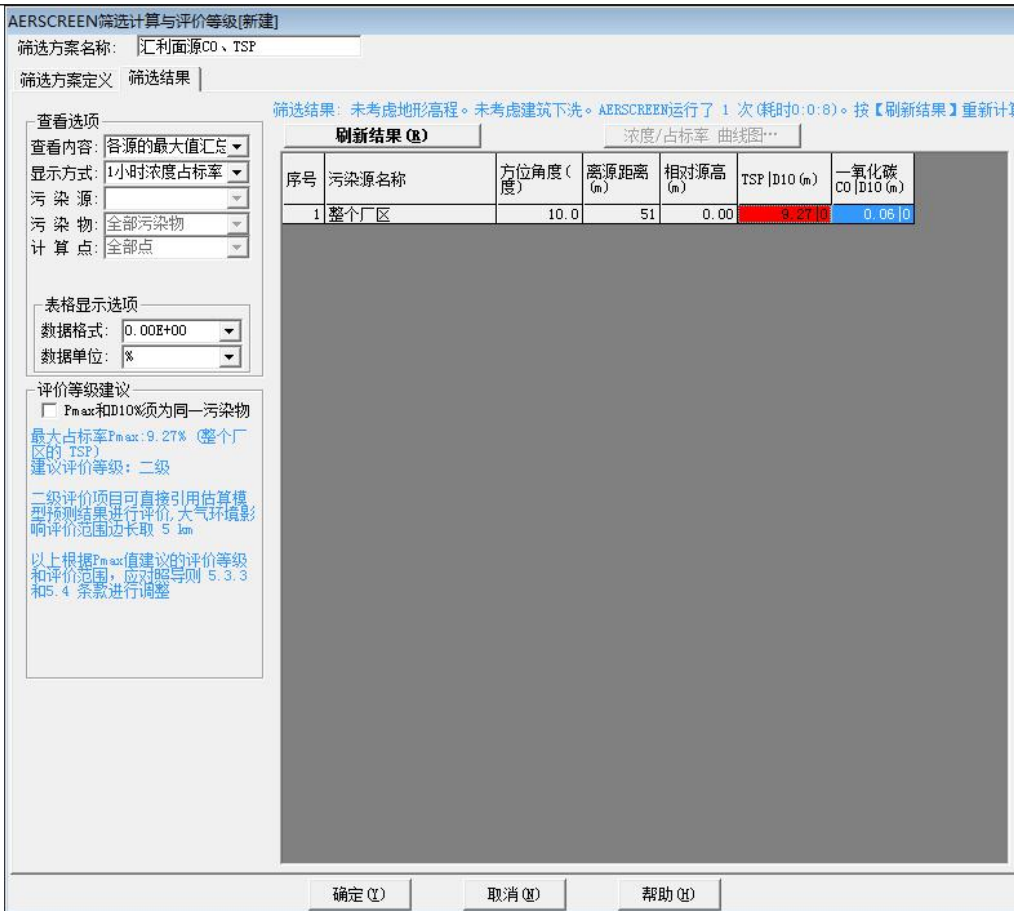 AERSCREEN筛选计算与评价等级[新建]
筛选方案名称: 汇利面源CO、TSP
筛选方案定义 筛选结果
筛选结果: 未考虑地形高程。未考虑建筑下洗。AERSCREEN运行了 1 次(耗时0:0:8)。按【刷新结果】重新计
查看选项
查看内容: 各源的最大值汇总
显示方式: 1小时浓度占标率
污 染 源:
污 染 物: 全部污染物
计 算 点: 全部点
表格显示选项
数据格式: 0.00E+00
数据单位: %
评价等级建议
Pmax和D10%须为同一污染物
最大占标率Pmax:9.27% (整个厂
区的 TSP)
建议评价等级: 二级
二级评价项目可直接引用估算模
型预测结果进行评价,大气环境影
响评价范围边长取 5 km
以上根据Pmax值建议的评价等级
和评价范围,应对照导则 5.3.3
和5.4 条款进行调整
刷新结果(R) 浓度/占标率 曲线图…
序号 污染源名称 方位角度(度) 离源距离(m) 相对源高(m) TSP|D10(m) 一氧化碳CO|D10(m)
1 整个厂区 10.0 51 0.00 9.27|0 0.06|0
确定(Y) 取消(N) 帮助(H)